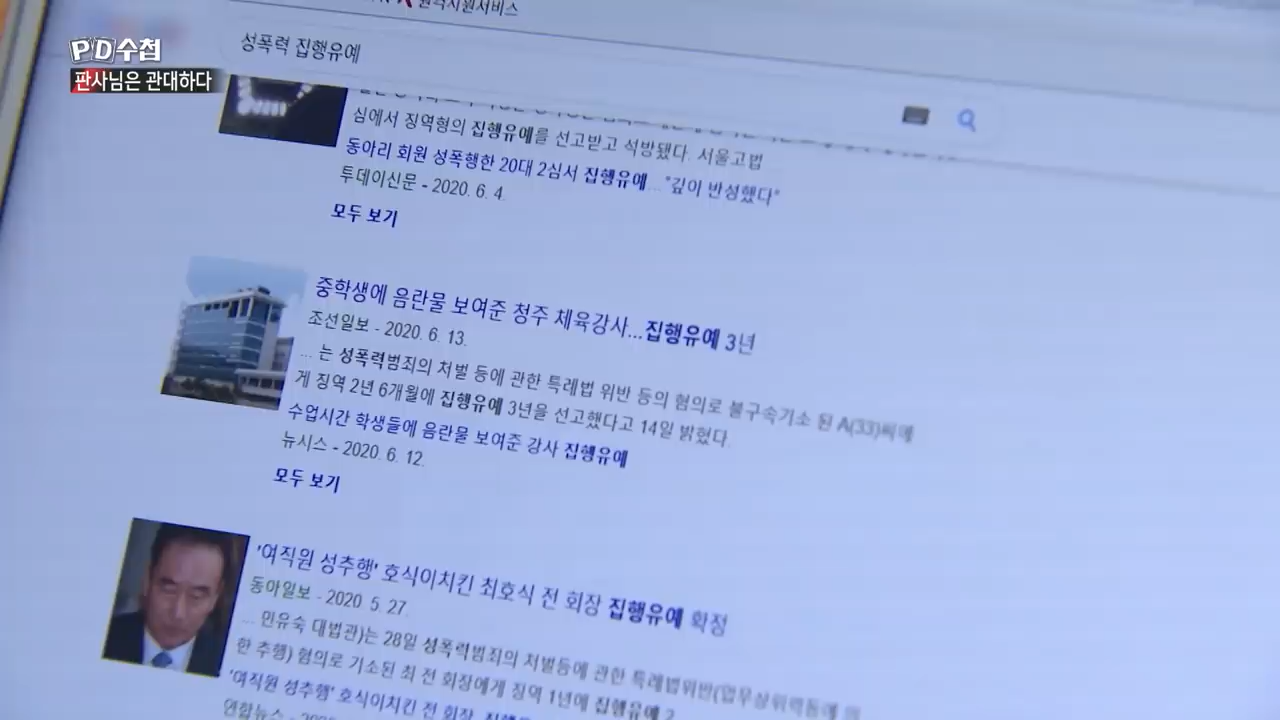 PD수첩
판사님은 관대하다
원격지원서비스
성폭력 집행유예
심에서 징역형의 집행유예를 선고받고 석방됐다. 서울고법
동아리 회원 성폭행한 20대 2심서 집행유예..."깊이 반성했다"
투데이신문 - 2020. 6. 4.
모두 보기
중학생에 음란물 보여준 청주 체육강사...집행유예 3년
조선일보 - 2020. 6. 13.
... 는 성폭력범죄의 처벌 등에 관한 특례법 위반 등의 혐의로 불구속기소 된 A(33)씨에
게 징역 2년 6개월에 집행유예 3년을 선고했다고 14일 밝혔다.
수업시간 학생들에 음란물 보여준 강사 집행유예
뉴시스 - 2020. 6. 12.
모두 보기
'여직원 성추행' 호식이치킨 최호식 전 회장 집행유예 확정
동아일보 - 2020. 5. 27.
... 민유숙 대법관)는 28일 성폭력범죄의 처벌등에 관한 특례법위반(업무상위력등에 의
한 추행) 혐의로 기소된 최 전 회장에게 징역 1년에 집행유예 2
'여직원 성추행' 호식이치킨 전 회장,
연합뉴스 -